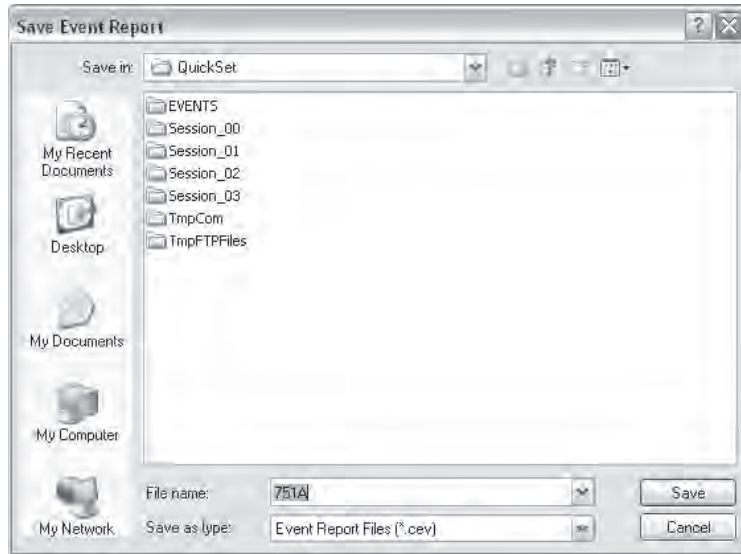 Save Event Report
Save in: QuickSet
EVENTS
Session_00
Session_01
Session_02
Session_03
TmpCom
TmpFTPFiles
My Recent
Documents
Desktop
My Documents
My Computer
My Network
File name: 751A
Save
Save as type: Event Report Files (*.cev)
Cancel